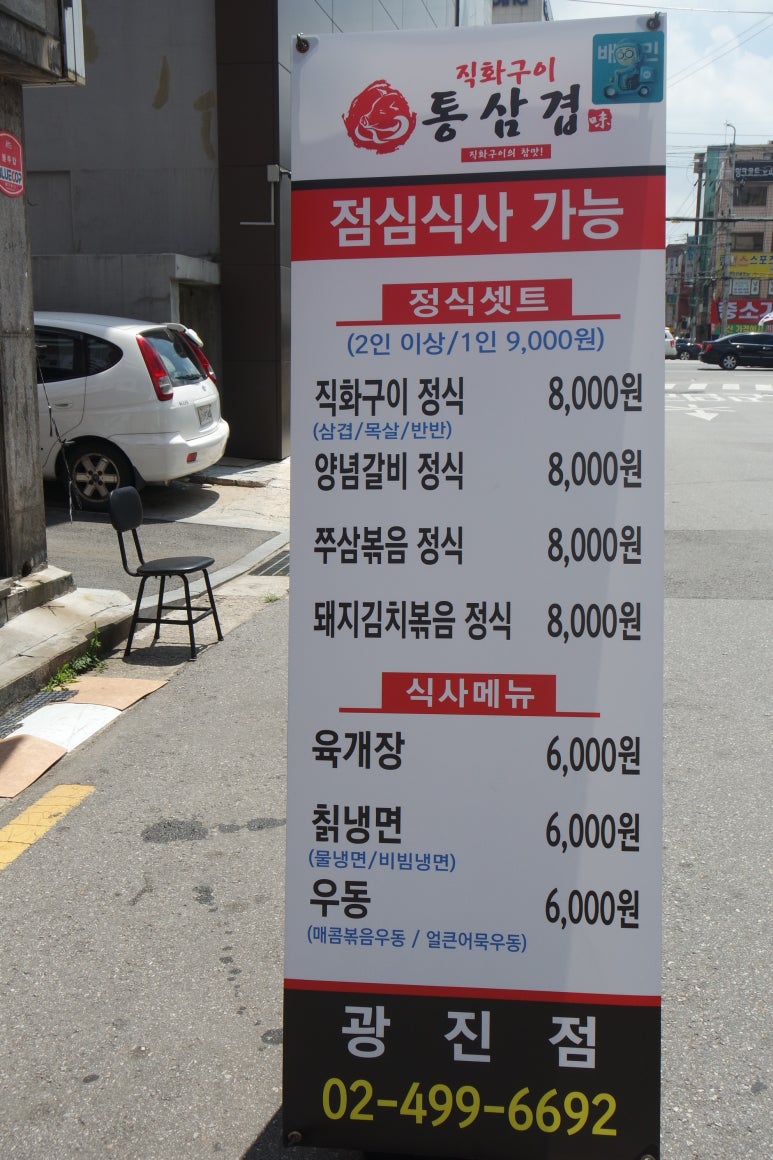 배민
직화구이
통삼겹
味
직화구이의 참맛!
점심식사 가능
정식셋트
(2인 이상/1인 9,000원)
직화구이 정식 8,000원
(삼겹/목살/반반)
양념갈비 정식 8,000원
쭈삼볶음 정식 8,000원
돼지김치볶음 정식 8,000원
식사메뉴
육개장 6,000원
칡냉면 6,000원
(물냉면/비빔냉면)
우동 6,000원
(매콤볶음우동 / 얼큰어묵우동)
광진점
02-499-6692